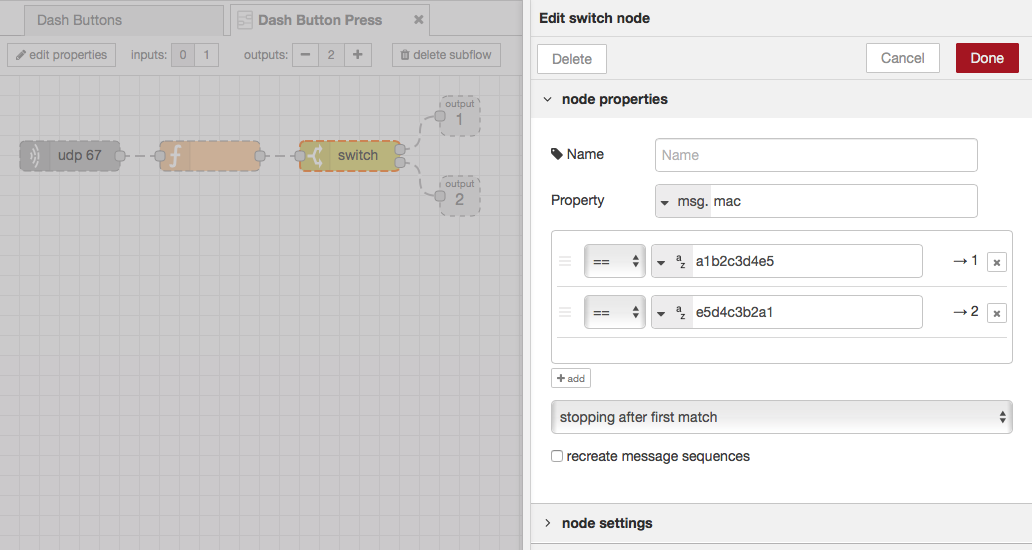 Dash Buttons
Dash Button Press
edit properties inputs: 0 1 outputs: − 2 + delete subflow
output
1
udp 67
f
switch
output
2
Edit switch node
Delete Cancel Done
node properties
Name Name
Property msg. mac
== a z a1b2c3d4e5 → 1 x
== a z e5d4c3b2a1 → 2 x
+ add
stopping after first match
recreate message sequences
node settings